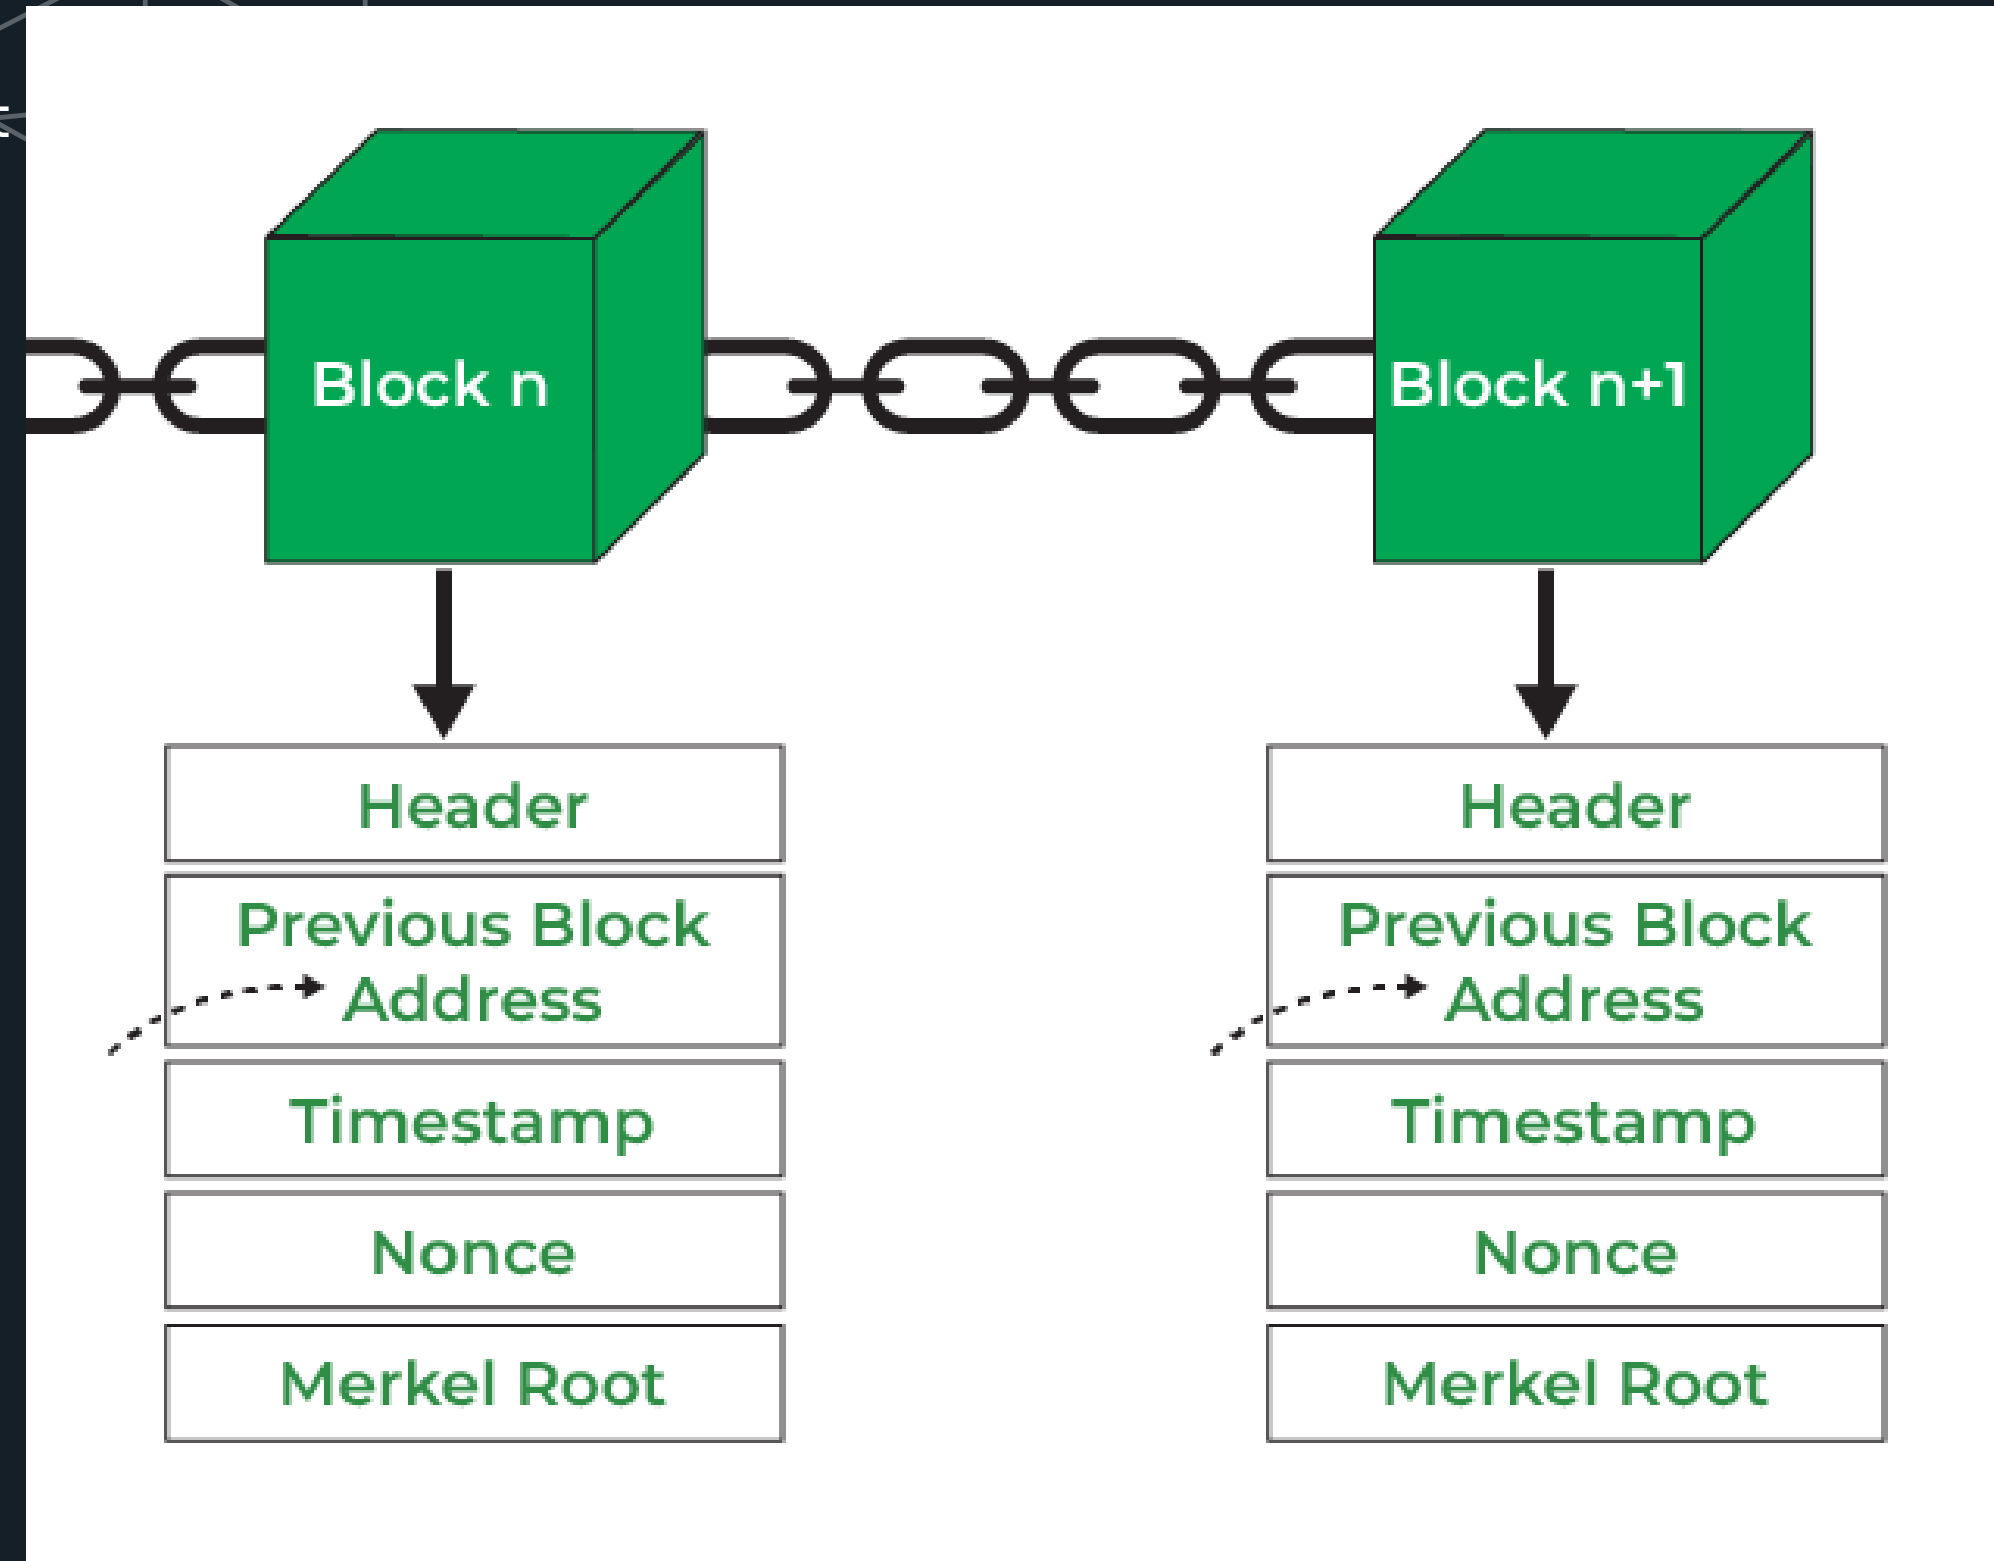 Block n
Block n+1
Header
Previous Block
Address
Timestamp
Nonce
Merkel Root
Header
Previous Block
Address
Timestamp
Nonce
Merkel Root